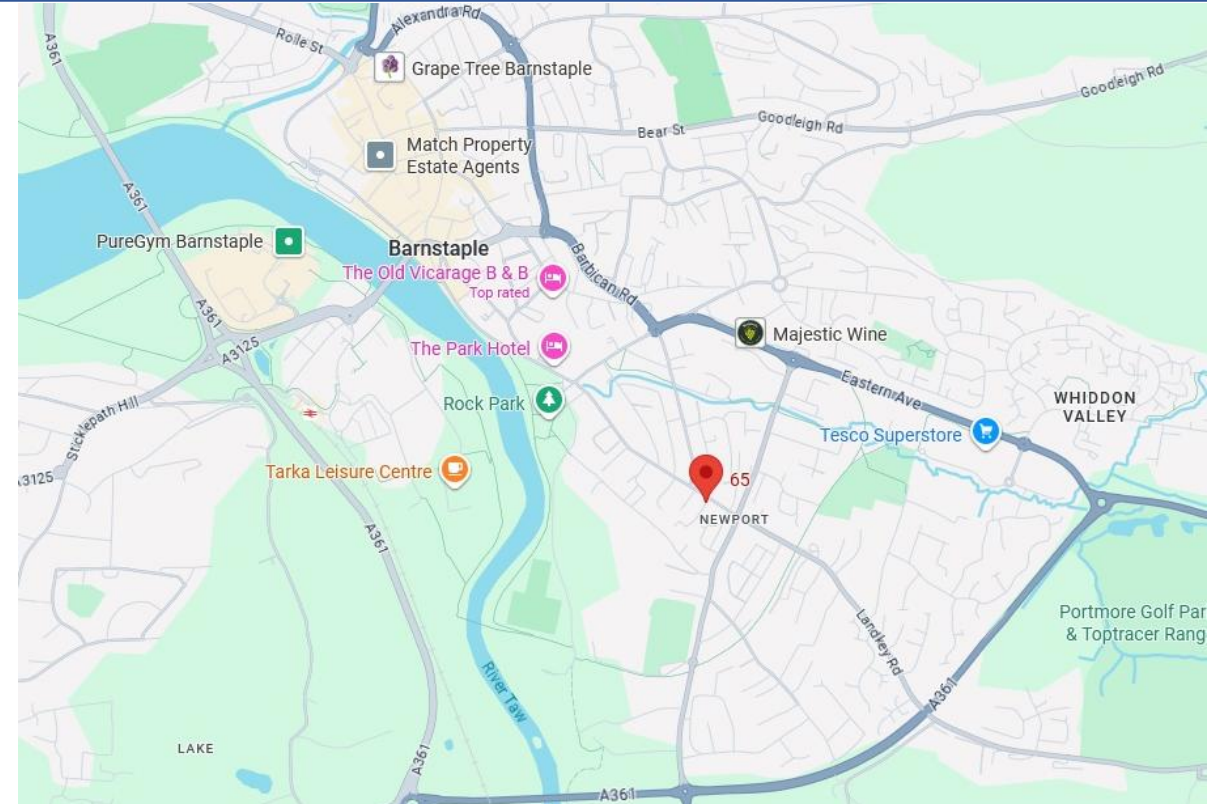 Alexandra Rd
Rolle St
A361
Grape Tree Barnstaple
Goodleigh Rd
Bear St
Goodleigh Rd
Match Property
Estate Agents
A361
PureGym Barnstaple
Barnstaple
The Old Vicarage B & B
Top rated
Barbican Rd
A361
A3125
The Park Hotel
Majestic Wine
Eastern Ave
Rock Park
WHIDDON
VALLEY
Sticklepath Hill
Tesco Superstore
Tarka Leisure Centre
65
NEWPORT
A361
Portmore Golf Par
& Toptracer Rang
Landkey Rd
River Taw
A361
LAKE
A361
A361